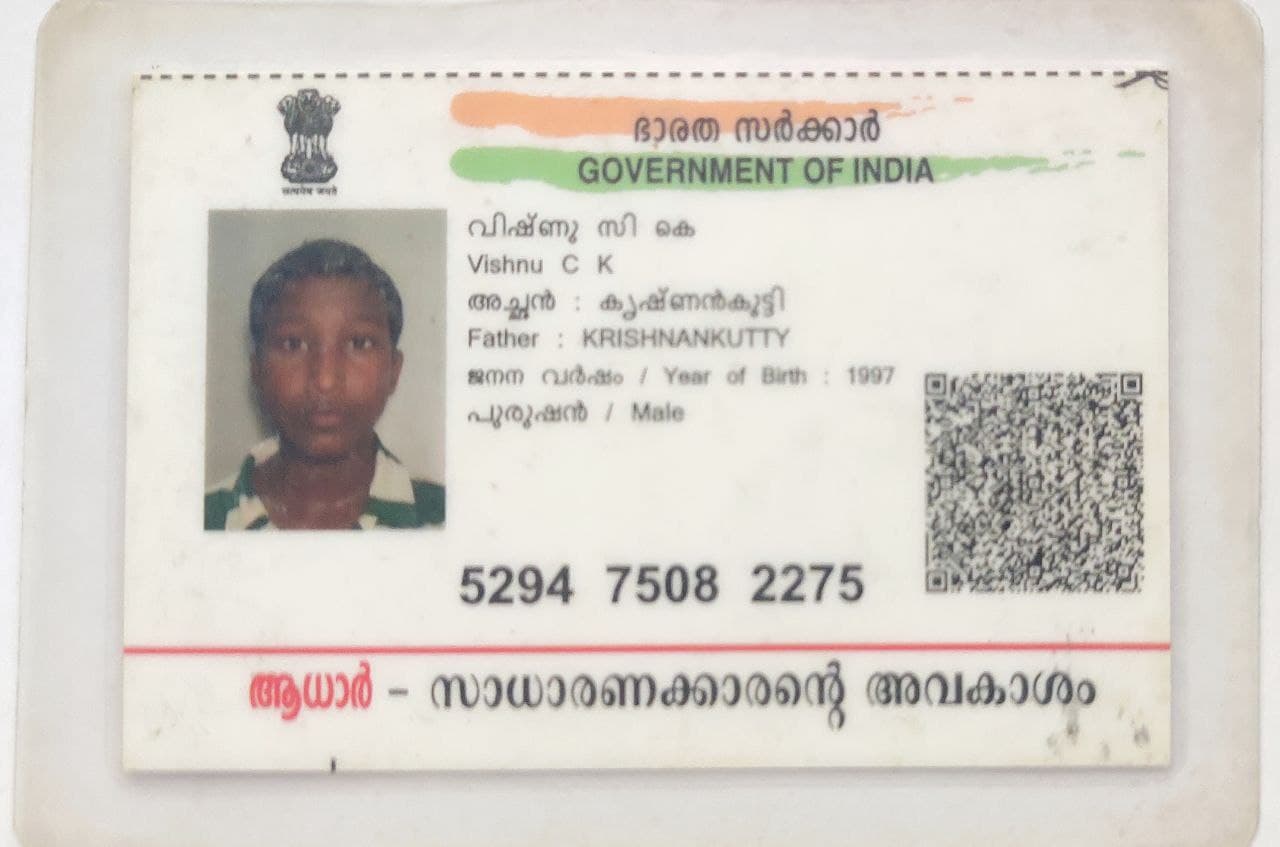 सत्यमेव जयते
ഭാരത സർക്കാർ
GOVERNMENT OF INDIA
വിഷ്ണു സി കെ
Vishnu C K
അച്ഛൻ : കൃഷ്ണൻകുട്ടി
Father : KRISHNANKUTTY
ജനന വർഷം / Year of Birth : 1997
പുരുഷൻ / Male
5294 7508 2275
ആധാർ – സാധാരണക്കാരന്റെ അവകാശം